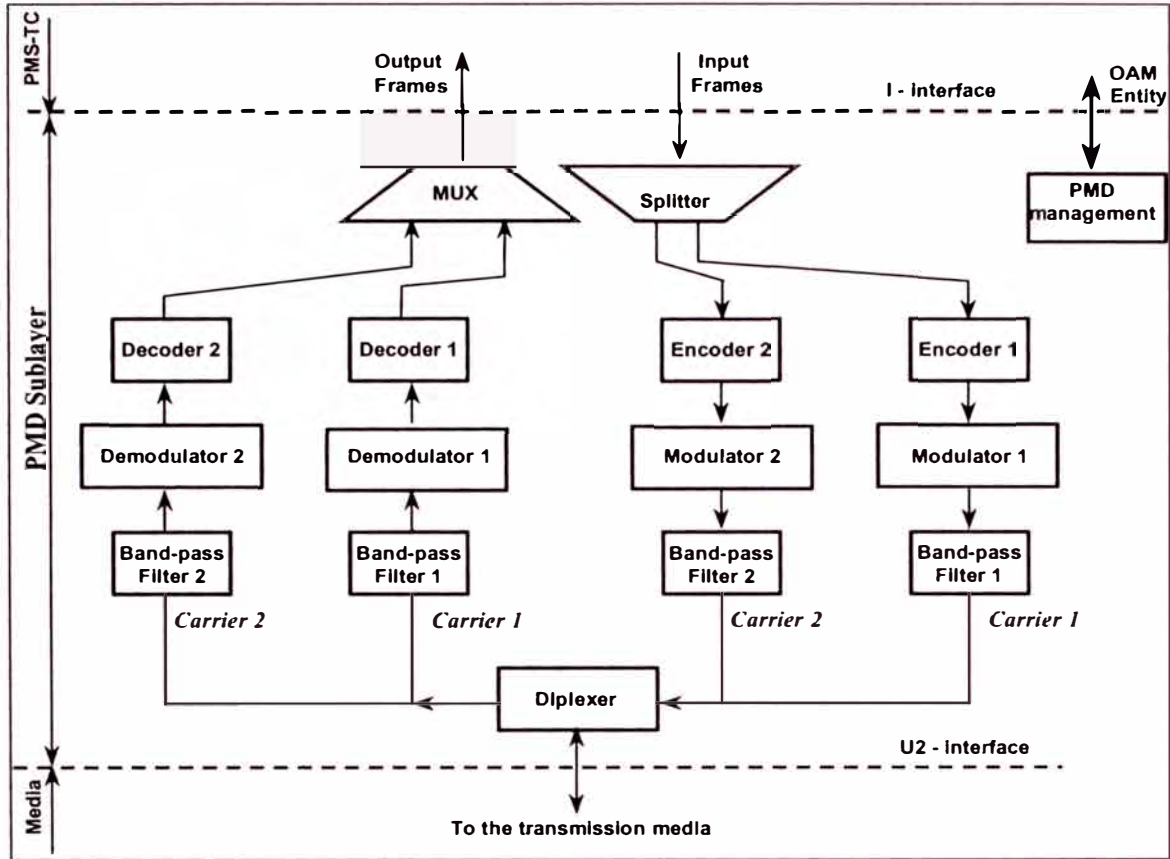 PMS-TC
Output
Frames
Input
Frames
I - interface
OAM
Entity
MUX
Splitter
PMD
management
PMD Sublayer
Decoder 2
Decoder 1
Encoder 2
Encoder 1
Demodulator 2
Demodulator 1
Modulator 2
Modulator 1
Band-pass
Filter 2
Band-pass
Filter 1
Band-pass
Filter 2
Band-pass
Filter 1
Carrier 2
Carrier 1
Carrier 2
Carrier 1
Diplexer
U2 - interface
Media
To the transmission media